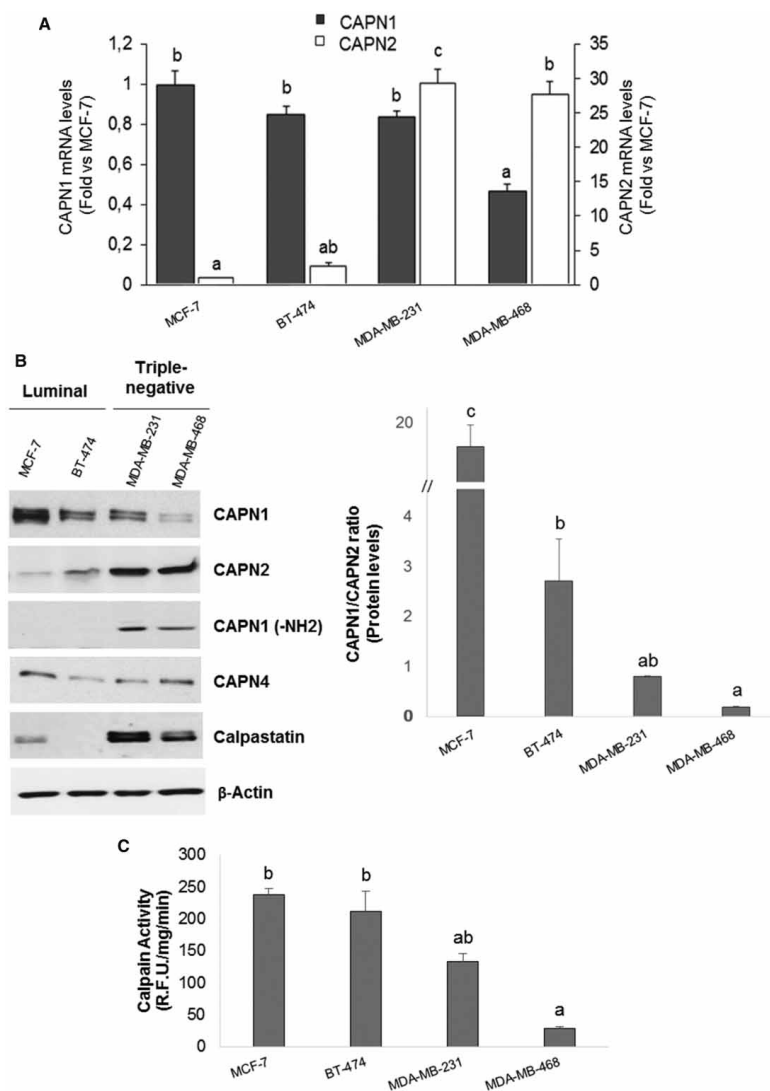 A
CAPN1
CAPN2
CAPN1 mRNA levels
(Fold vs MCF-7)
1,2
1
0,8
0,6
0,4
0,2
0
b
a
b
ab
b
c
a
b
35
30
25
20
15
10
5
0
CAPN2 mRNA levels
(Fold vs MCF-7)
MCF-7
BT-474
MDA-MB-231
MDA-MB-468
B
Luminal
Triple-
negative
MCF-7
BT-474
MDA-MB-231
MDA-MB-468
CAPN1
CAPN2
CAPN1 (-NH2)
CAPN4
Calpastatin
β-Actin
CAPN1/CAPN2 ratio
(Protein levels)
20
//
4
3
2
1
0
c
b
ab
a
MCF-7
BT-474
MDA-MB-231
MDA-MB-468
C
Calpain Activity
(R.F.U./mg/min)
300
250
200
150
100
50
0
b
b
ab
a
MCF-7
BT-474
MDA-MB-231
MDA-MB-468